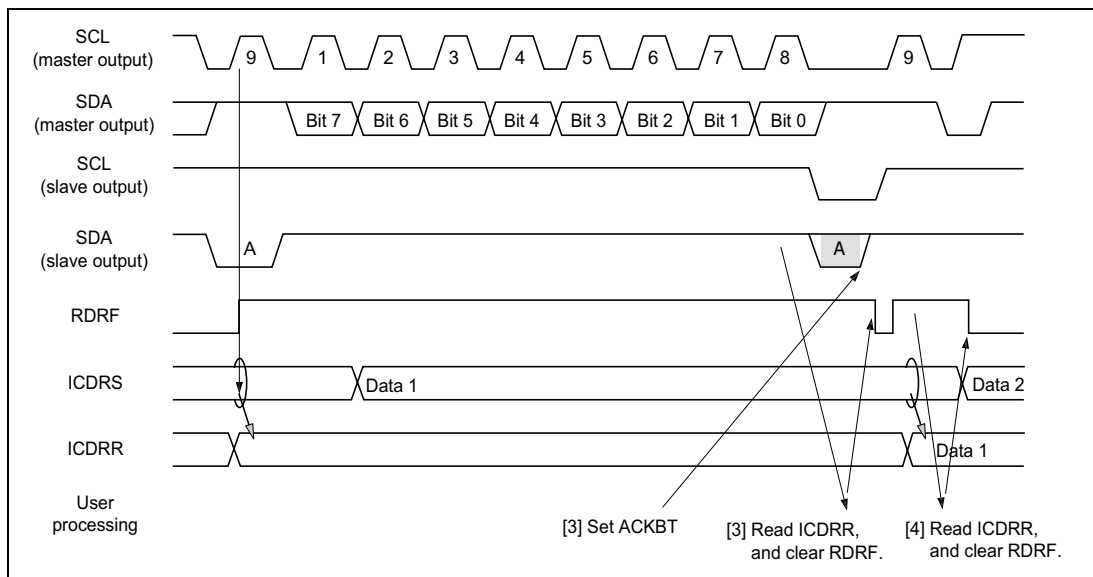 SCL
(master output)
9 1 2 3 4 5 6 7 8 9
SDA
(master output)
Bit 7 Bit 6 Bit 5 Bit 4 Bit 3 Bit 2 Bit 1 Bit 0
SCL
(slave output)
SDA
(slave output)
A A
RDRF
ICDRS
Data 1 Data 2
ICDRR
Data 1
User
processing
[3] Set ACKBT
[3] Read ICDRR,
and clear RDRF.
[4] Read ICDRR,
and clear RDRF.